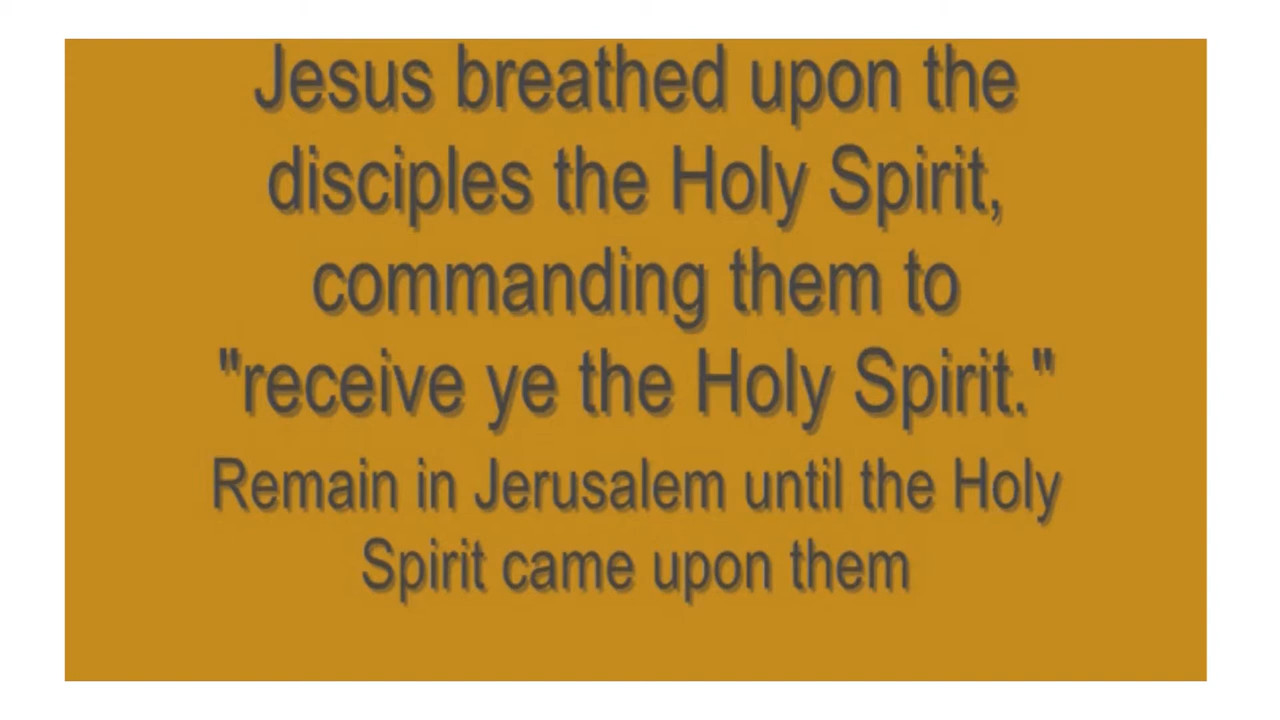 Jesus breathed upon the
disciples the Holy Spirit,
commanding them to
"receive ye the Holy Spirit."
Remain in Jerusalem until the Holy
Spirit came upon them